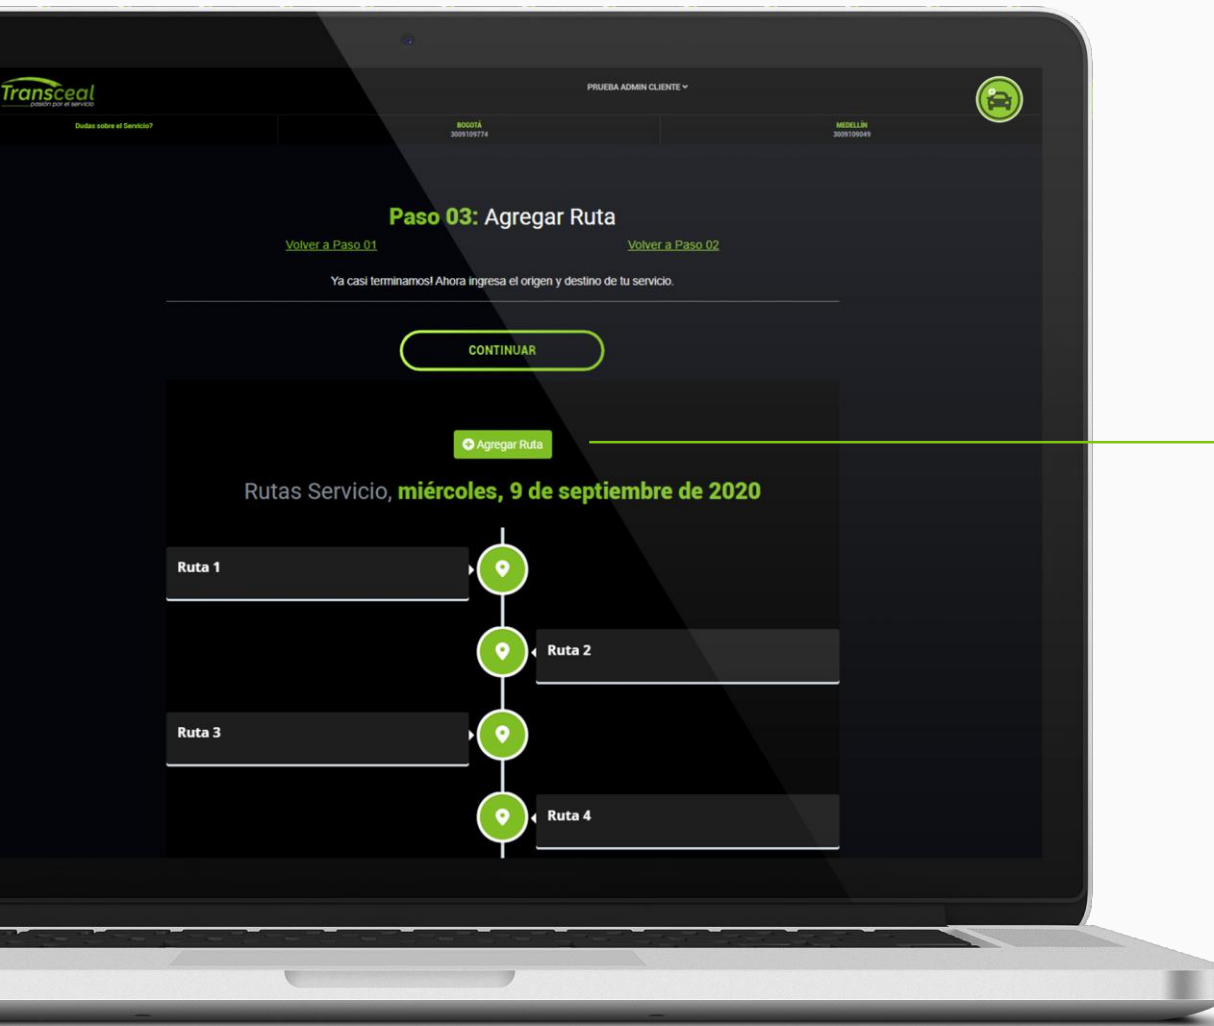 Transceal
pasión por el servicio
PRUEBA ADMIN CLIENTE
Dudas sobre el Servicio?
BOGOTÁ
3009109774
MEDELLÍN
3009109049
Paso 03: Agregar Ruta
Volver a Paso 01
Volver a Paso 02
Ya casi terminamos! Ahora ingresa el origen y destino de tu servicio.
CONTINUAR
Agregar Ruta
Rutas Servicio, miércoles, 9 de septiembre de 2020
Ruta 1
Ruta 2
Ruta 3
Ruta 4